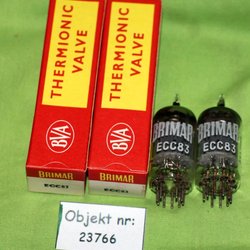 THERMIONIC
VALVE
BVA
BRIMAR
ECC83
THERMIONIC
VALVE
BVA
BRIMAR
ECC83
BRIMAR
ECC83
BRIMAR
ECC83
Objekt nr:
23766